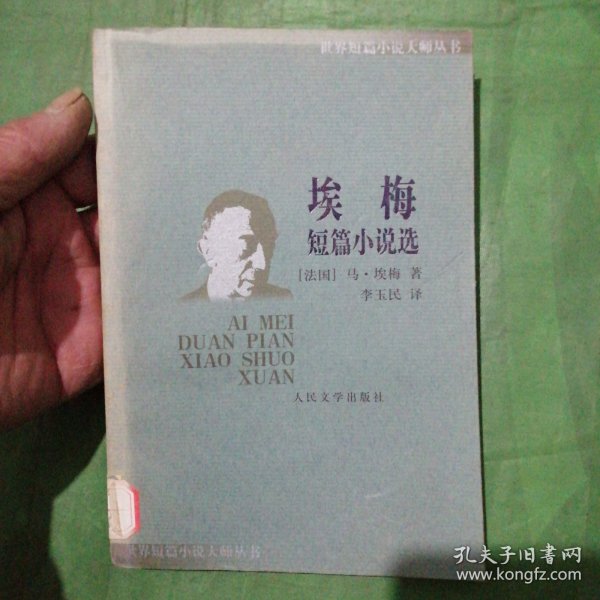 世界短篇小说大师丛书
埃梅
短篇小说选
[法国] 马·埃梅 著
李玉民 译
AI MEI
DUAN PIAN
XIAO SHUO
XUAN
人民文学出版社
世界短篇小说大师丛书
孔夫子旧书网
www.kongfz.com